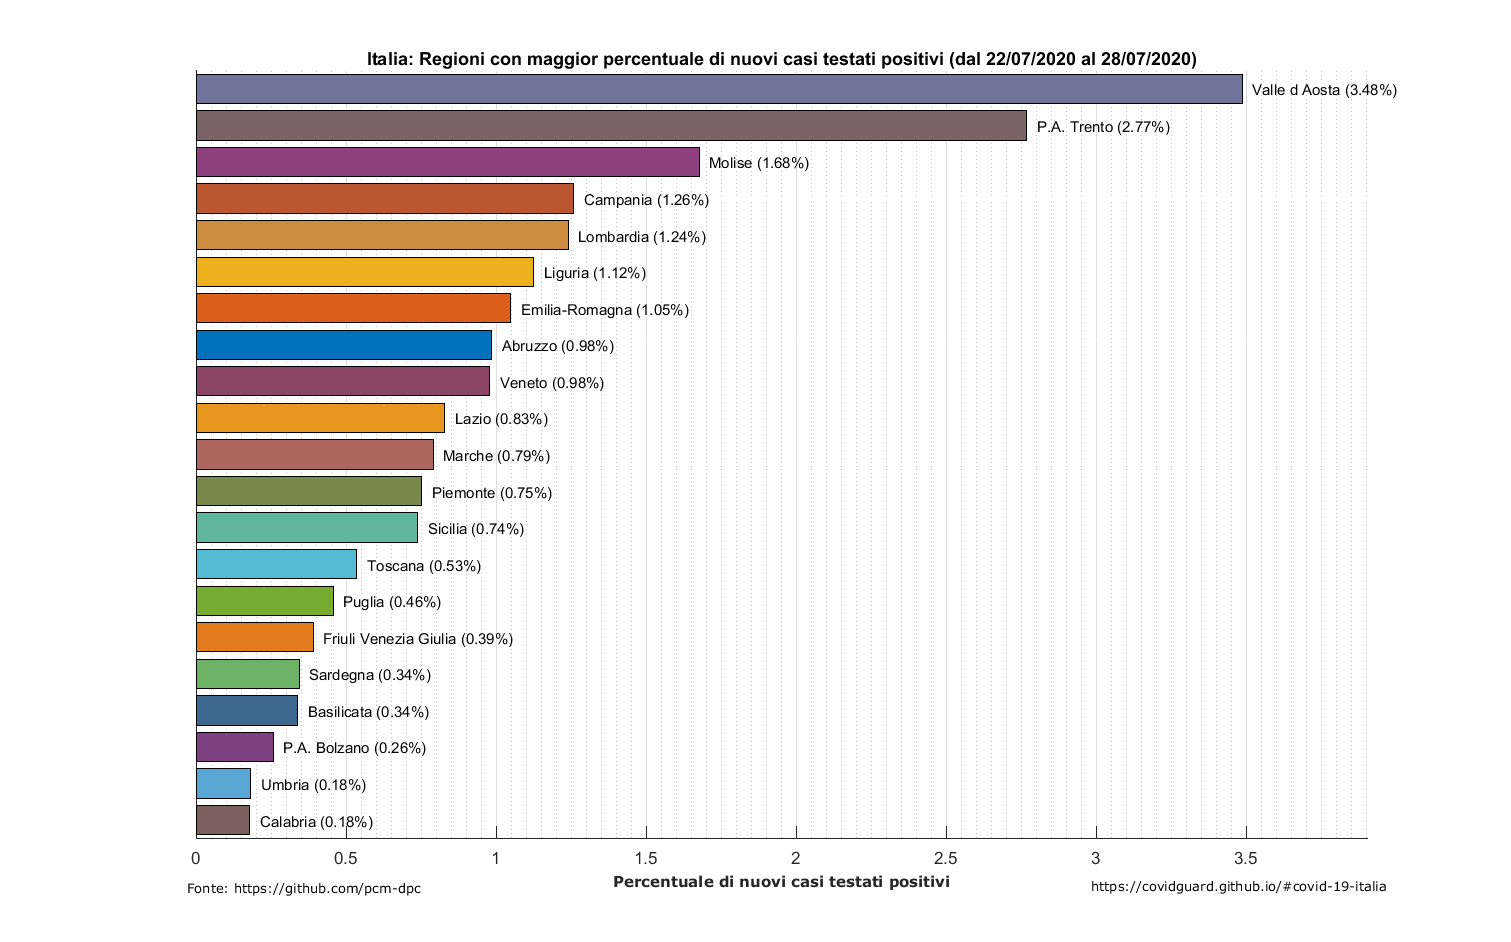 Italia: Regioni con maggior percentuale di nuovi casi testati positivi (dal 22/07/2020 al 28/07/2020)
Valle d Aosta (3.48%)
P.A. Trento (2.77%)
Molise (1.68%)
Campania (1.26%)
Lombardia (1.24%)
Liguria (1.12%)
Emilia-Romagna (1.05%)
Abruzzo (0.98%)
Veneto (0.98%)
Lazio (0.83%)
Marche (0.79%)
Piemonte (0.75%)
Sicilia (0.74%)
Toscana (0.53%)
Puglia (0.46%)
Friuli Venezia Giulia (0.39%)
Sardegna (0.34%)
Basilicata (0.34%)
P.A. Bolzano (0.26%)
Umbria (0.18%)
Calabria (0.18%)
0 0.5 1 1.5 2 2.5 3 3.5
Percentuale di nuovi casi testati positivi
Fonte: https://github.com/pcm-dpc
https://covidguard.github.io/#covid-19-italia